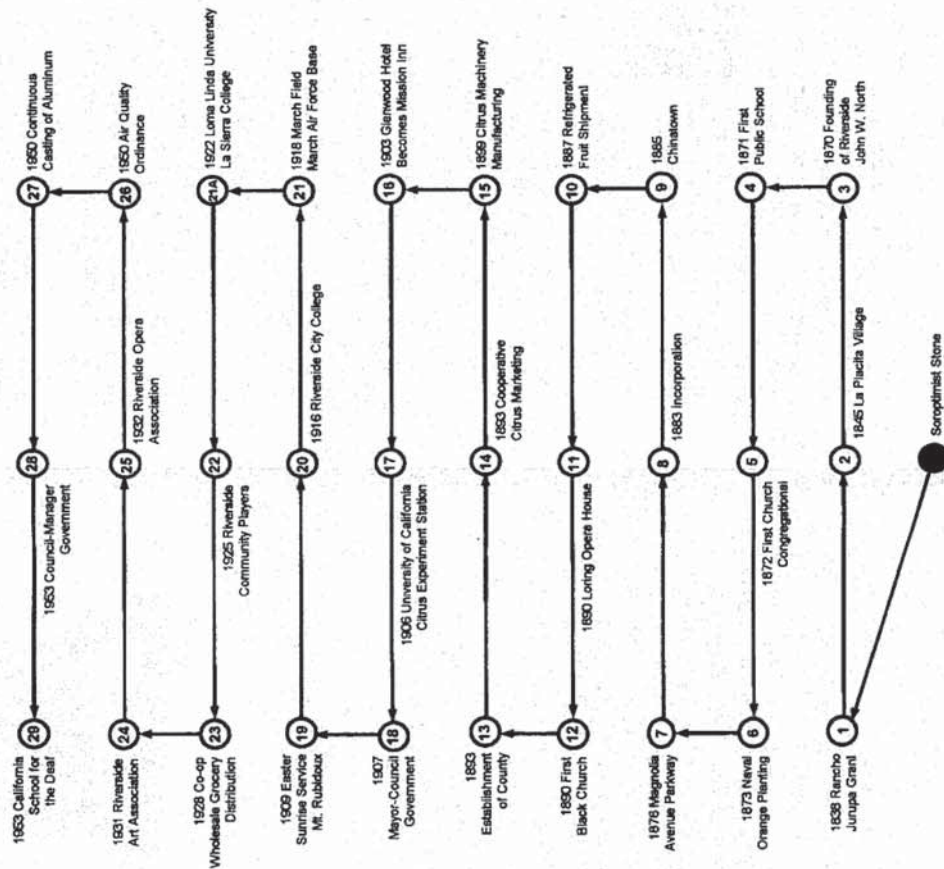 1953 California
School for
the Deaf
29
1953 Council-Manager
Government
28
1950 Continuous
Casting of Aluminum
27
1931 Riverside
Art Association
24
1932 Riverside Opera
Association
25
1950 Air Quality
Ordinance
26
1928 Co-op
Wholesale Grocery
Distribution
23
1925 Riverside
Community Players
22
1922 Loma Linda University
La Sierra College
21A
1909 Easter
Sunrise Service
Mt. Rubidoux
19
1916 Riverside City College
20
1918 March Field
March Air Force Base
21
1907
Mayor-Council
Government
18
1906 University of California
Citrus Experiment Station
17
1903 Glenwood Hotel
Becomes Mission Inn
16
1893
Establishment
of County
13
1893 Cooperative
Citrus Marketing
14
1899 Citrus Machinery
Manufacturing
15
1890 First
Black Church
12
1890 Loring Opera House
11
1887 Refrigerated
Fruit Shipment
10
1876 Magnolia
Avenue Parkway
7
1883 Incorporation
8
1885
Chinatown
9
1873 Naval
Orange Planting
6
1872 First Church
Congregational
5
1871 First
Public School
4
1838 Rancho
Jurupa Grant
1
1845 La Placita Village
2
1870 Founding
of Riverside
John W. North
3
Soroptimist Stone